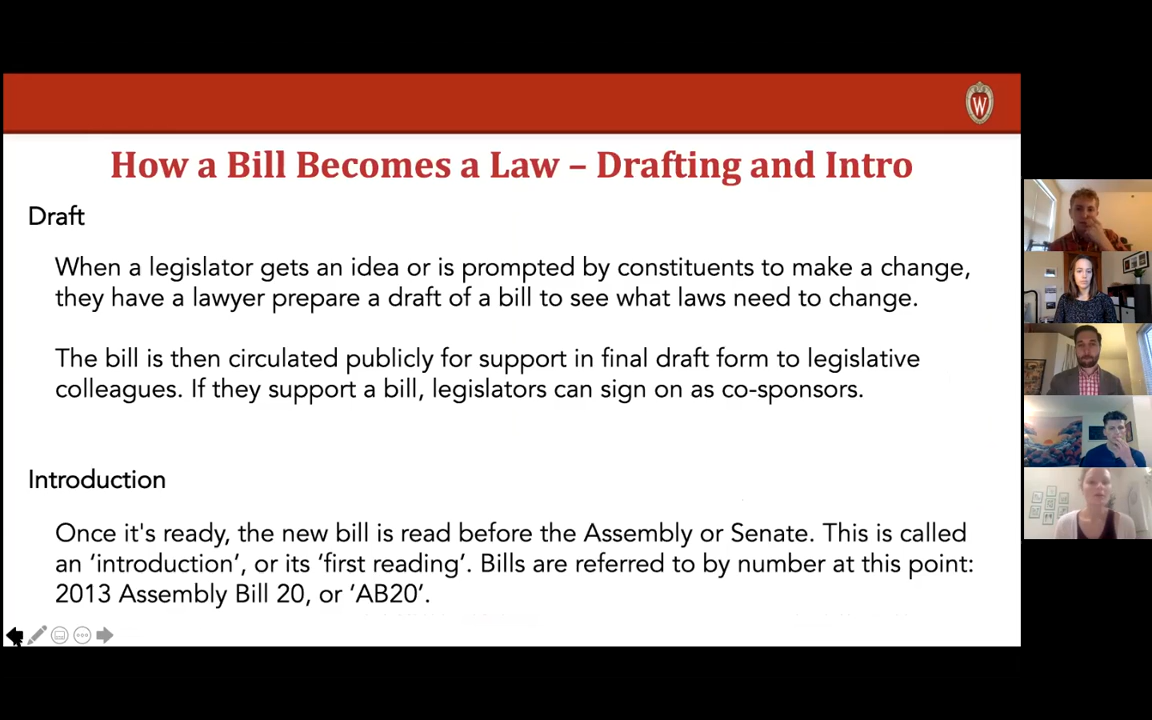 W
How a Bill Becomes a Law – Drafting and Intro
Draft
When a legislator gets an idea or is prompted by constituents to make a change,
they have a lawyer prepare a draft of a bill to see what laws need to change.
The bill is then circulated publicly for support in final draft form to legislative
colleagues. If they support a bill, legislators can sign on as co-sponsors.
Introduction
Once it's ready, the new bill is read before the Assembly or Senate. This is called
an ‘introduction’, or its ‘first reading’. Bills are referred to by number at this point:
2013 Assembly Bill 20, or ‘AB20’.